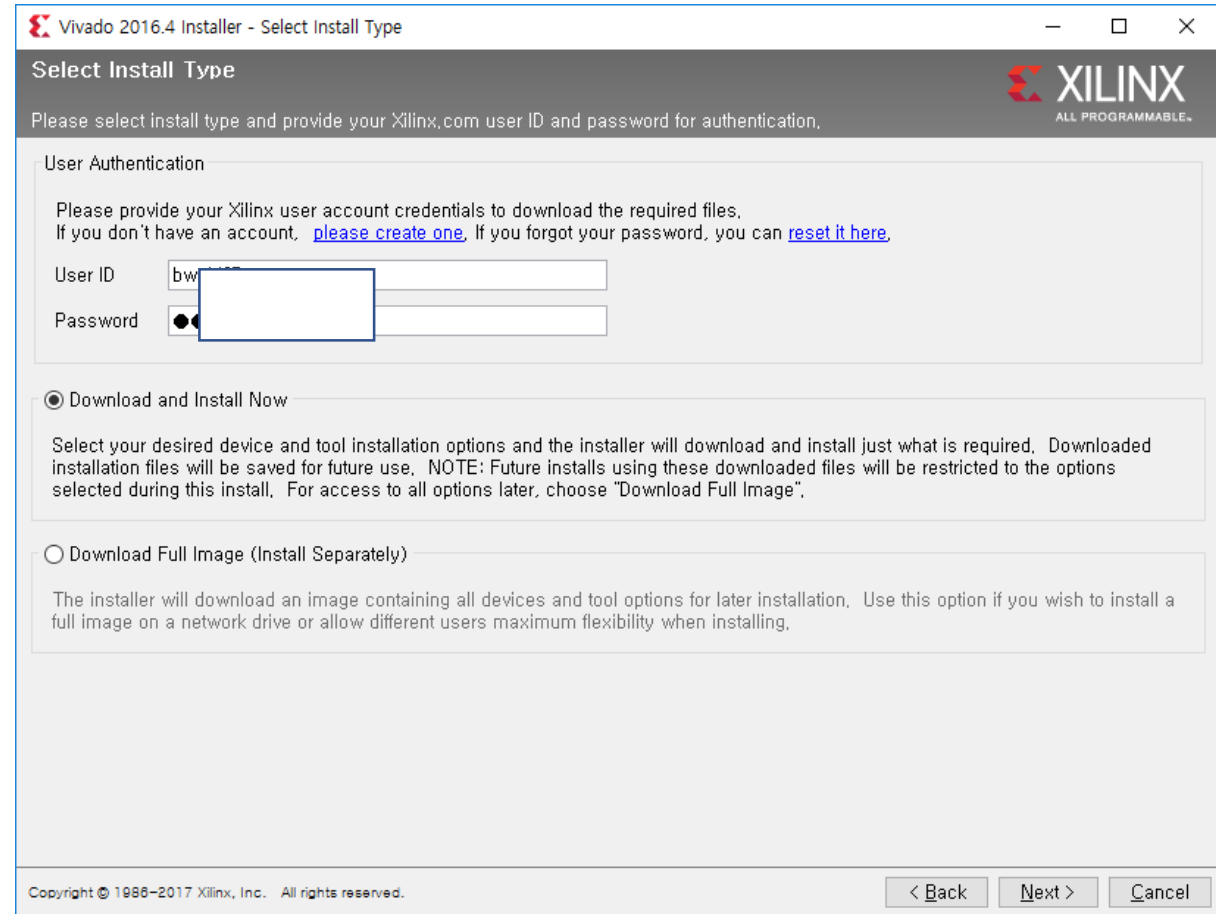 Vivado 2016.4 Installer - Select Install Type
Select Install Type
XILINX
ALL PROGRAMMABLE™
Please select install type and provide your Xilinx.com user ID and password for authentication.
User Authentication
Please provide your Xilinx user account credentials to download the required files.
If you don't have an account, please create one. If you forgot your password, you can reset it here.
User ID
Password
Download and Install Now
Select your desired device and tool installation options and the installer will download and install just what is required. Downloaded
installation files will be saved for future use. NOTE: Future installs using these downloaded files will be restricted to the options
selected during this install. For access to all options later, choose "Download Full Image".
Download Full Image (Install Separately)
The installer will download an image containing all devices and tool options for later installation. Use this option if you wish to install a
full image on a network drive or allow different users maximum flexibility when installing.
Copyright © 1986-2017 Xilinx, Inc. All rights reserved.
< Back
Next >
Cancel